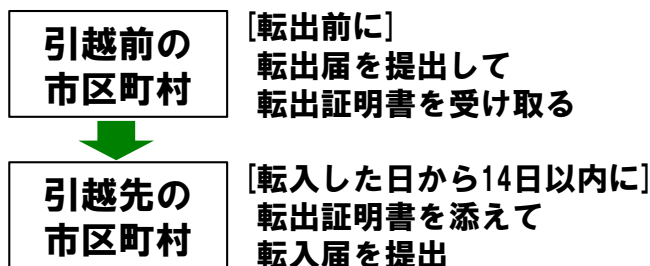 引越前の
市区町村
[転出前に]
転出届を提出して
転出証明書を受け取る
引越先の
市区町村
[転入した日から14日以内に]
転出証明書を添えて
転入届を提出